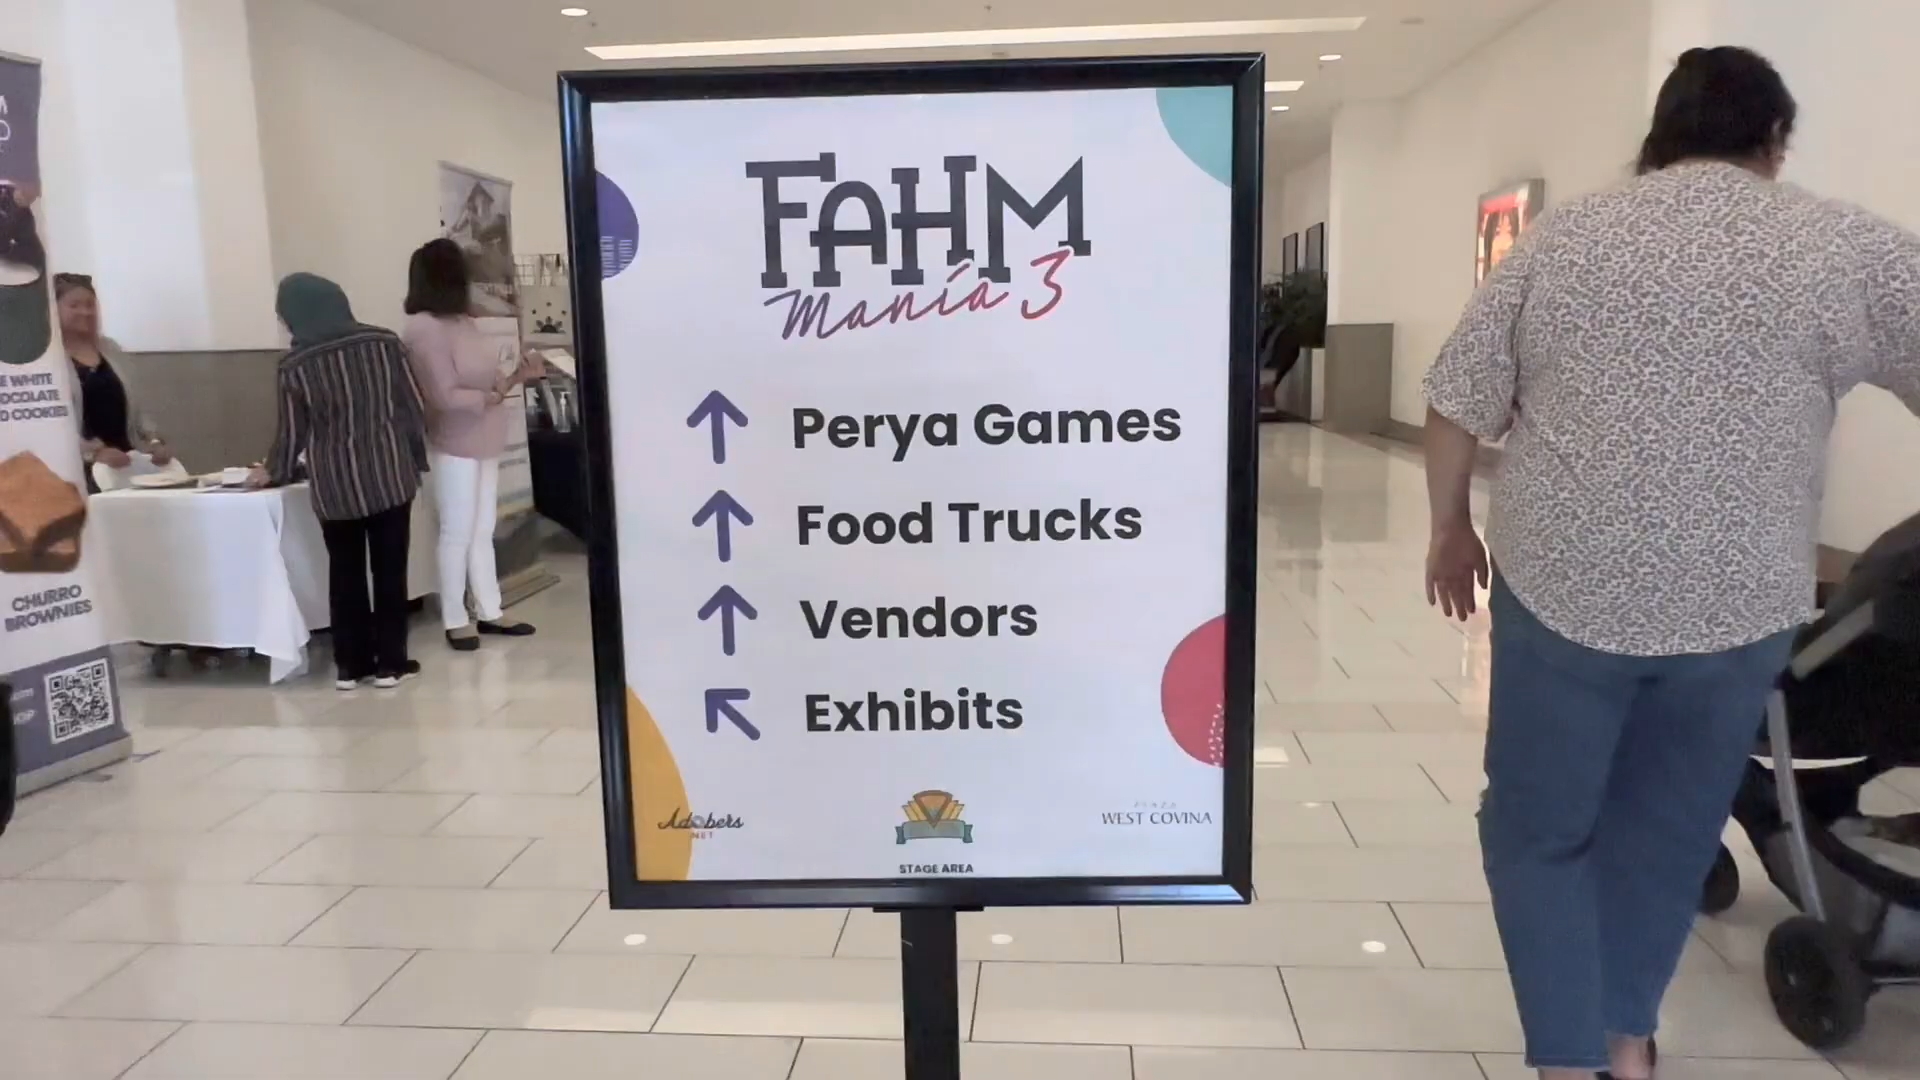 FAHM
Mania 3
Perya Games
Food Trucks
Vendors
Exhibits
Adobers
NET
STAGE AREA
PLAZA
WEST COVINA
E WHITE
OCOLATE
D COOKIES
CHURRO
BROWNIES